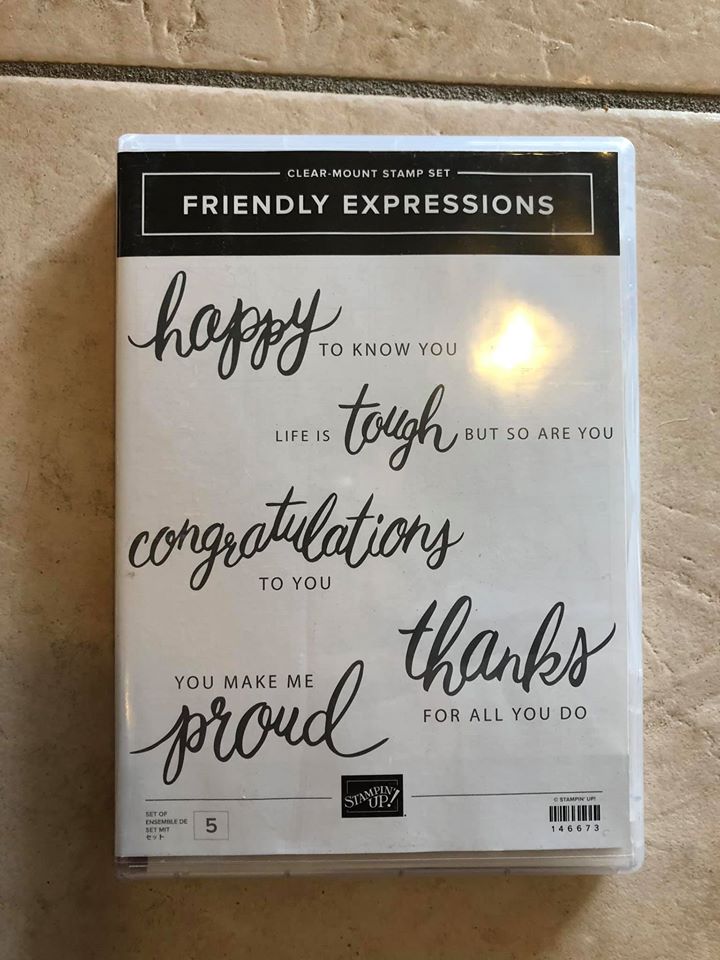 CLEAR-MOUNT STAMP SET
FRIENDLY EXPRESSIONS
happy TO KNOW YOU
LIFE IS tough BUT SO ARE YOU
congratulations
TO YOU
thanks
FOR ALL YOU DO
YOU MAKE ME
proud
STAMPIN' UP!
SET OF
ENSEMBLE DE
SET MIT
セット
5
© STAMPIN' UP!
146673